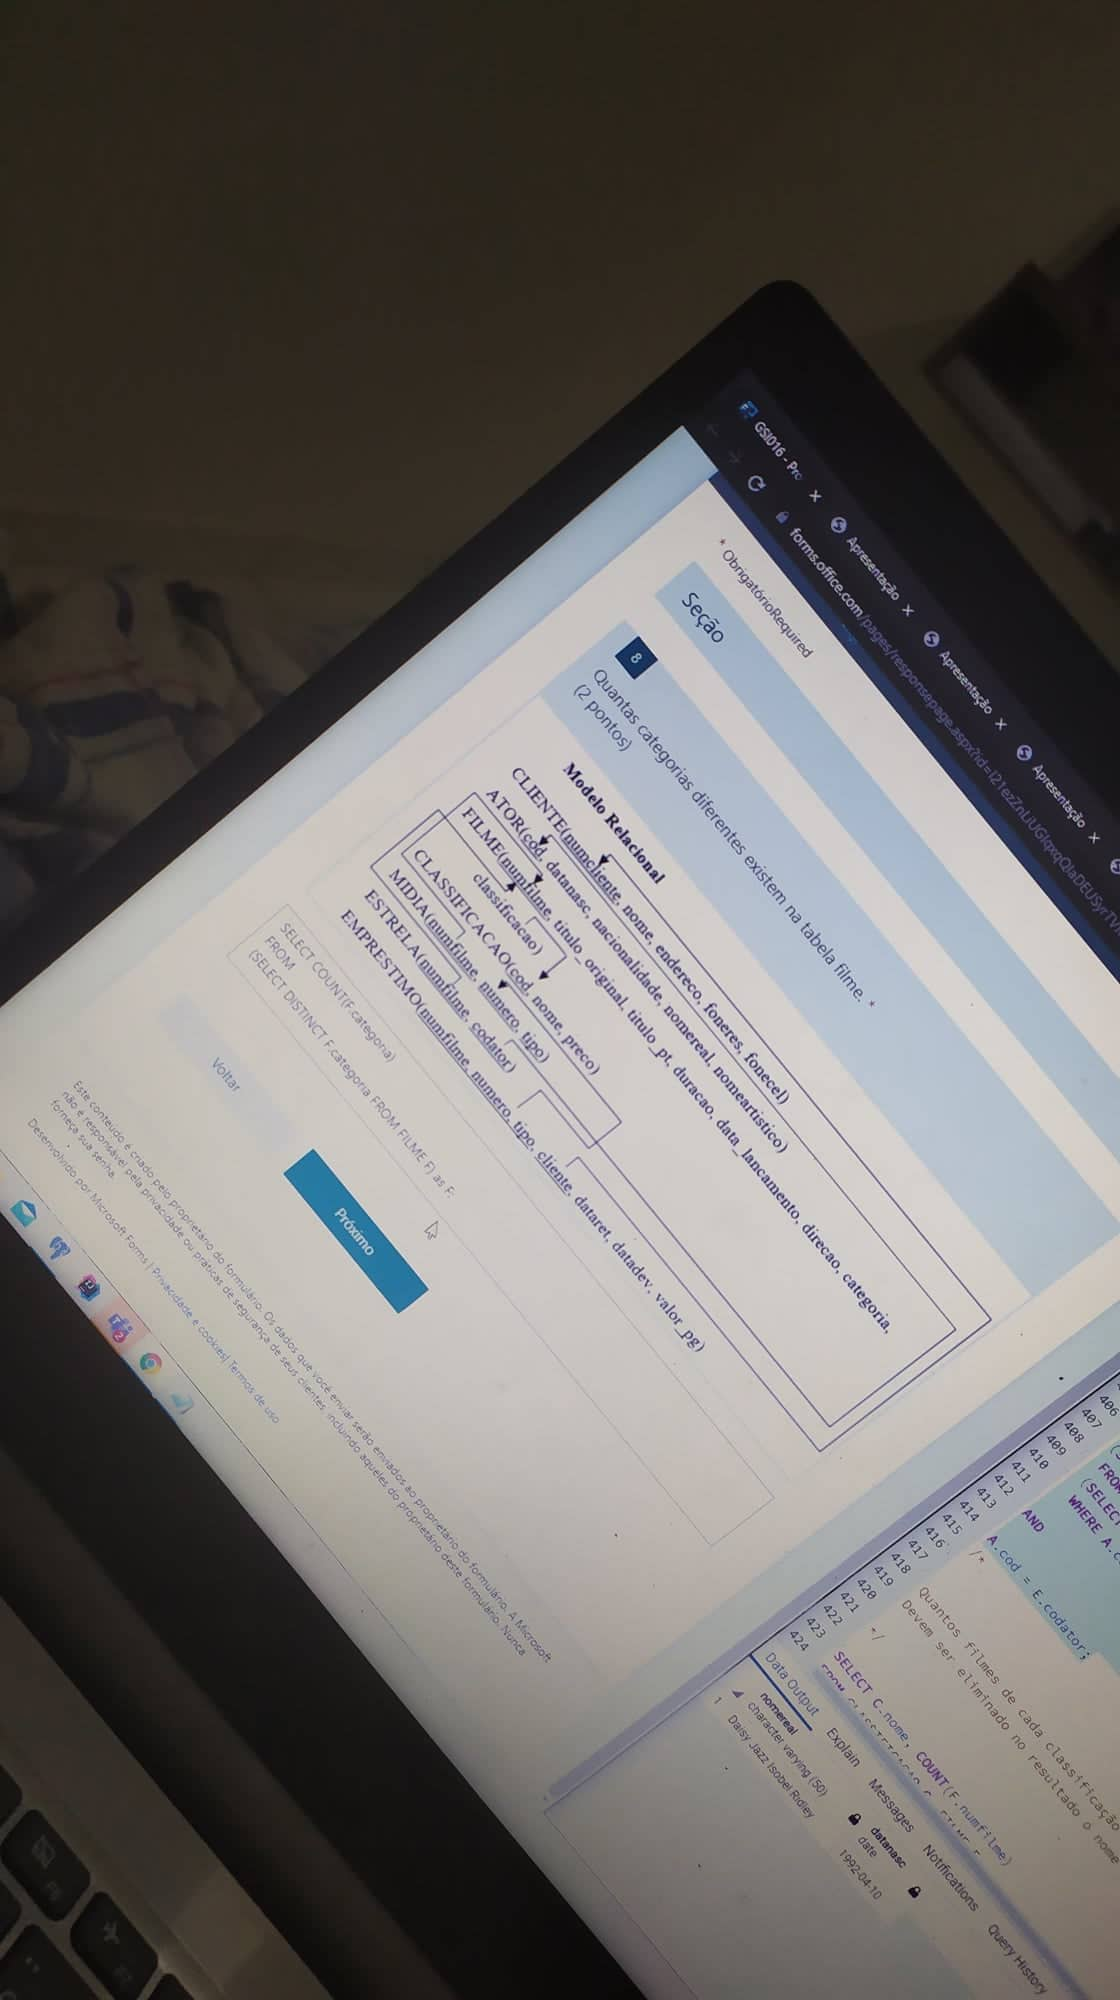 GSI016 - Pro
Apresentação
Apresentação
Apresentação
forms.office.com/pages/responsepage.aspx?id=
* ObrigatórioRequired
Seção
8
Quantas categorias diferentes existem na tabela filme. *
(2 pontos)
Modelo Relacional
CLIENTE(numcliente, nome, endereco, foneres, fonecel)
ATOR(cod, datanasc, nacionalidade, nomereal, nomeartistico)
FILME(numfilme, titulo_original, titulo_pt, duracao, data_lancamento, direcao, categoria,
classificacao)
CLASSIFICACAO(cod, nome, preco)
MIDIA(numfilme, numero, tipo)
ESTRELA(numfilme, codator)
EMPRESTIMO(numfilme, numero, tipo, cliente, dataret, datadev, valor_pg)
SELECT COUNT(F.categoria)
FROM
(SELECT DISTINCT F.categoria FROM FILME F) as F;
Voltar
Próximo
Este conteúdo é criado pelo proprietário do formulário. Os dados que você enviar serão enviados ao proprietário do formulário. A Microsoft
não é responsável pela privacidade ou práticas de segurança de seus clientes, incluindo aqueles do proprietário deste formulário. Nunca
forneça sua senha.
Desenvolvido por Microsoft Forms | Privacidade e cookies | Termos de uso
406
407
408
409
410
411
412
413
414
415
416
417
418
419
420
421
422
423
424
FROM
(SELECT
WHERE A.
AND
A.cod = E.codator;
/*
Quantos filmes de cada classificação
Devem ser eliminado no resultado o nome
*/
SELECT C.nome, COUNT(F.numfilme)
Data Output
Explain
Messages
Notifications
Query History
nomereal
character varying (50)
datanasc
date
1
Daisy Jazz Isobel Ridley
1992-04-10